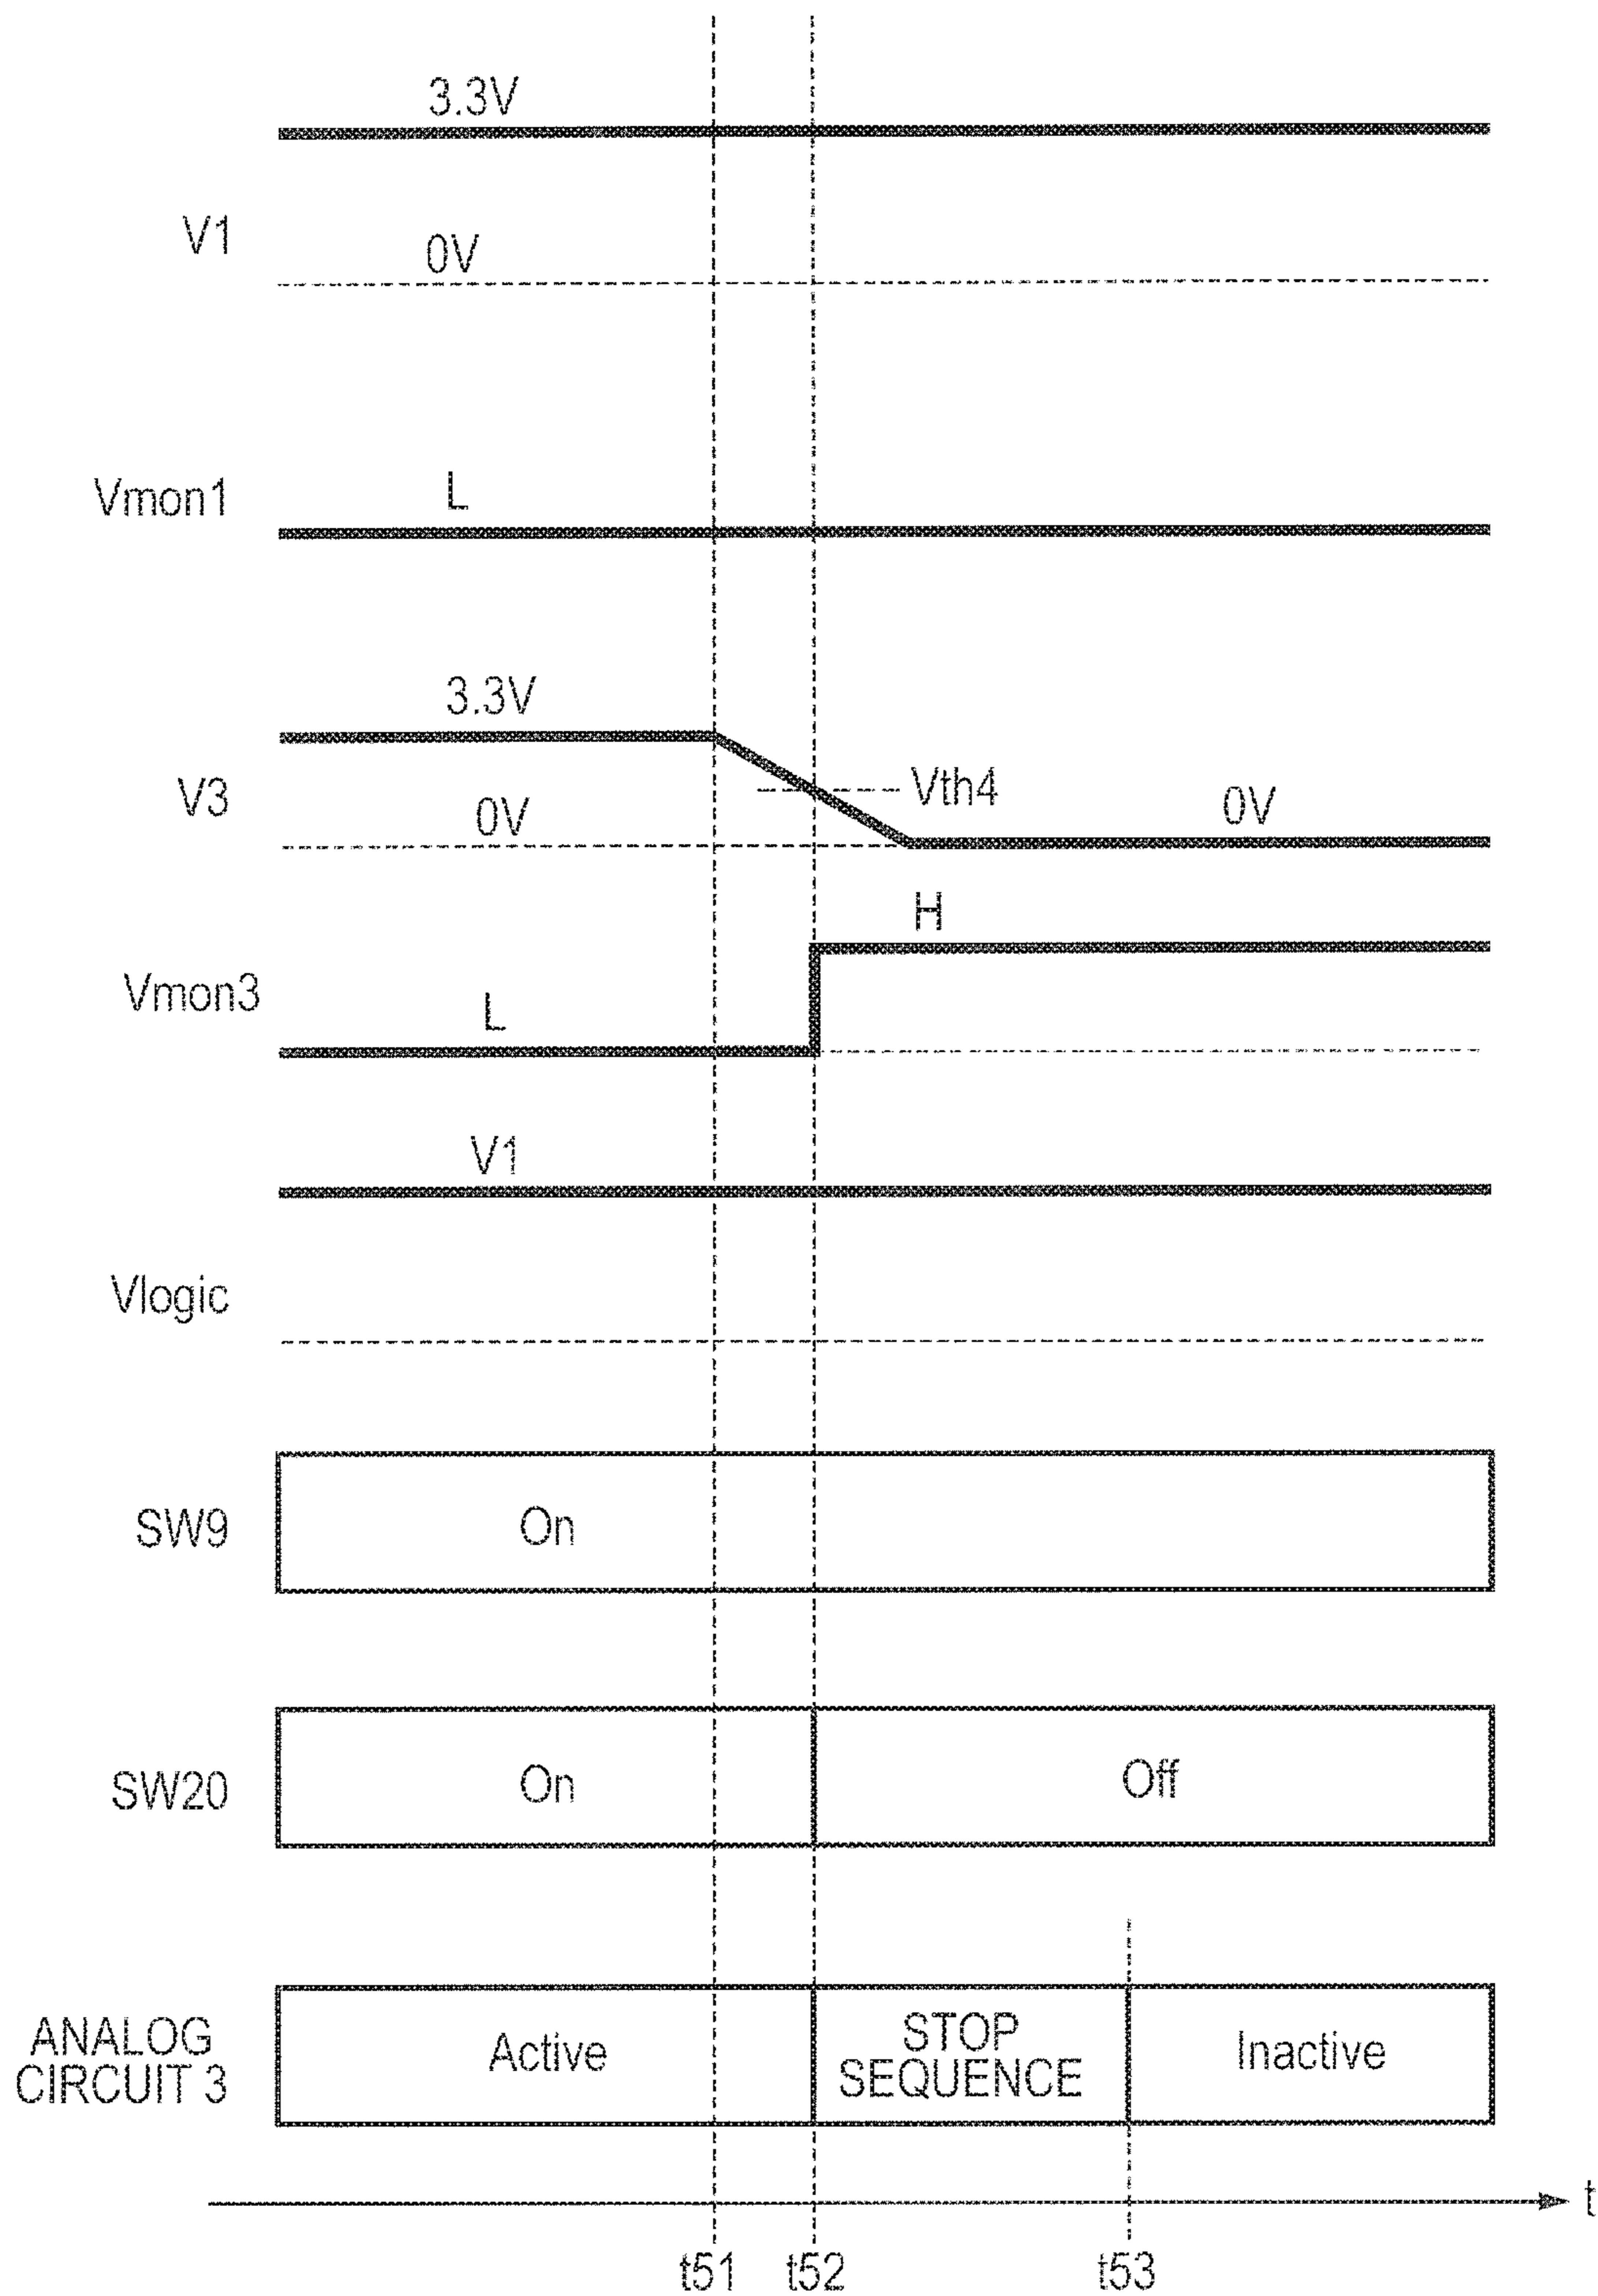 3.3V
V1
0V
Vmon1
L
3.3V
V3
0V
Vth4
0V
H
Vmon3
L
V1
Vlogic
SW9
On
SW20
On
Off
ANALOG
CIRCUIT 3
Active
STOP
SEQUENCE
Inactive
t
t51
t52
t53